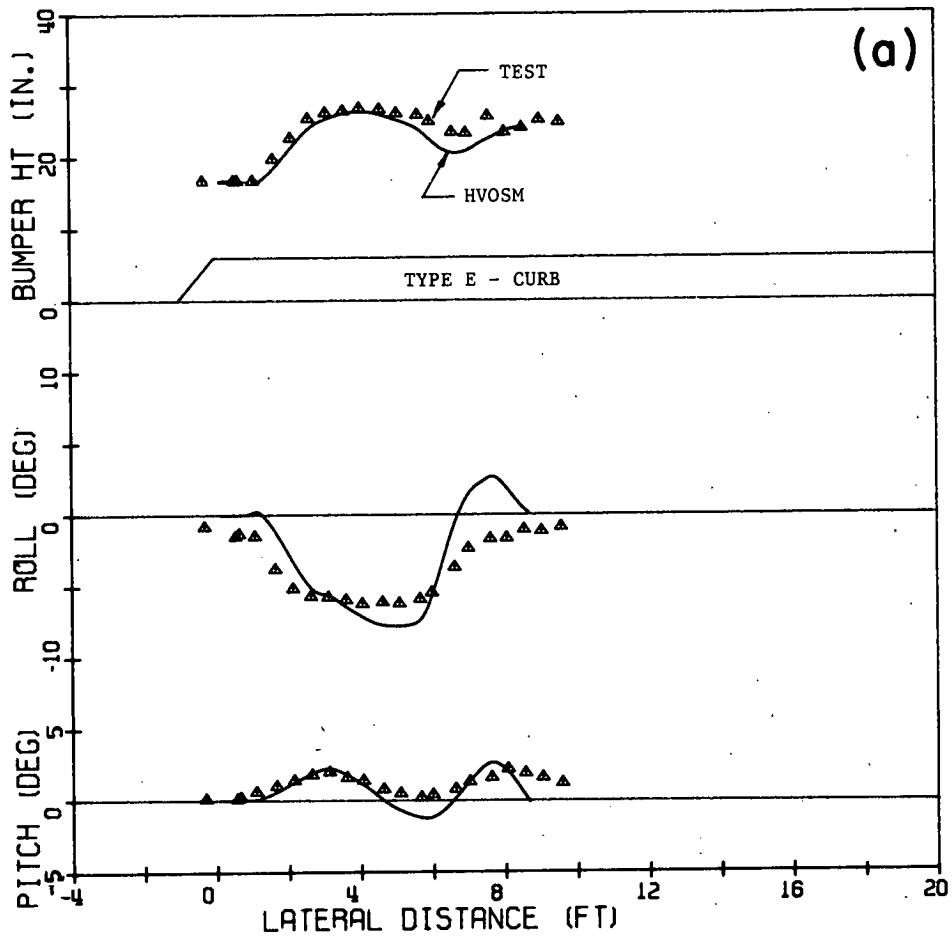 (a)
BUMPER HT (IN.)
40
20
0
TEST
HVOSM
TYPE E - CURB
ROLL (DEG)
10
0
-10
PITCH (DEG)
5
0
-5
-4 0 4 8 12 16 20
LATERAL DISTANCE (FT)